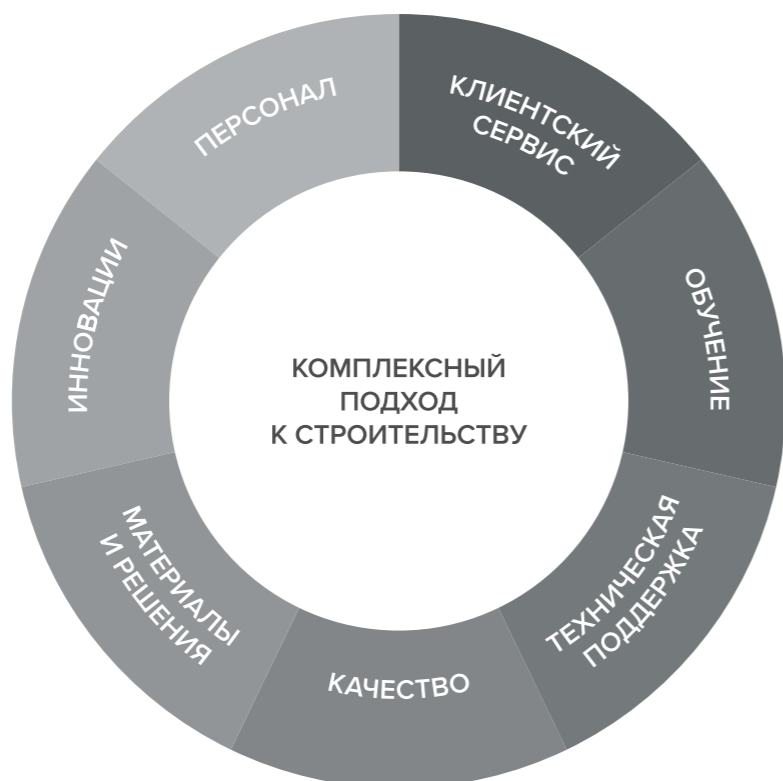 КЛИЕНТСКИЙ
СЕРВИС
ОБУЧЕНИЕ
ТЕХНИЧЕСКАЯ
ПОДДЕРЖКА
КАЧЕСТВО
МАТЕРИАЛЫ
И РЕШЕНИЯ
ИННОВАЦИИ
ПЕРСОНАЛ
КОМПЛЕКСНЫЙ
ПОДХОД
К СТРОИТЕЛЬСТВУ